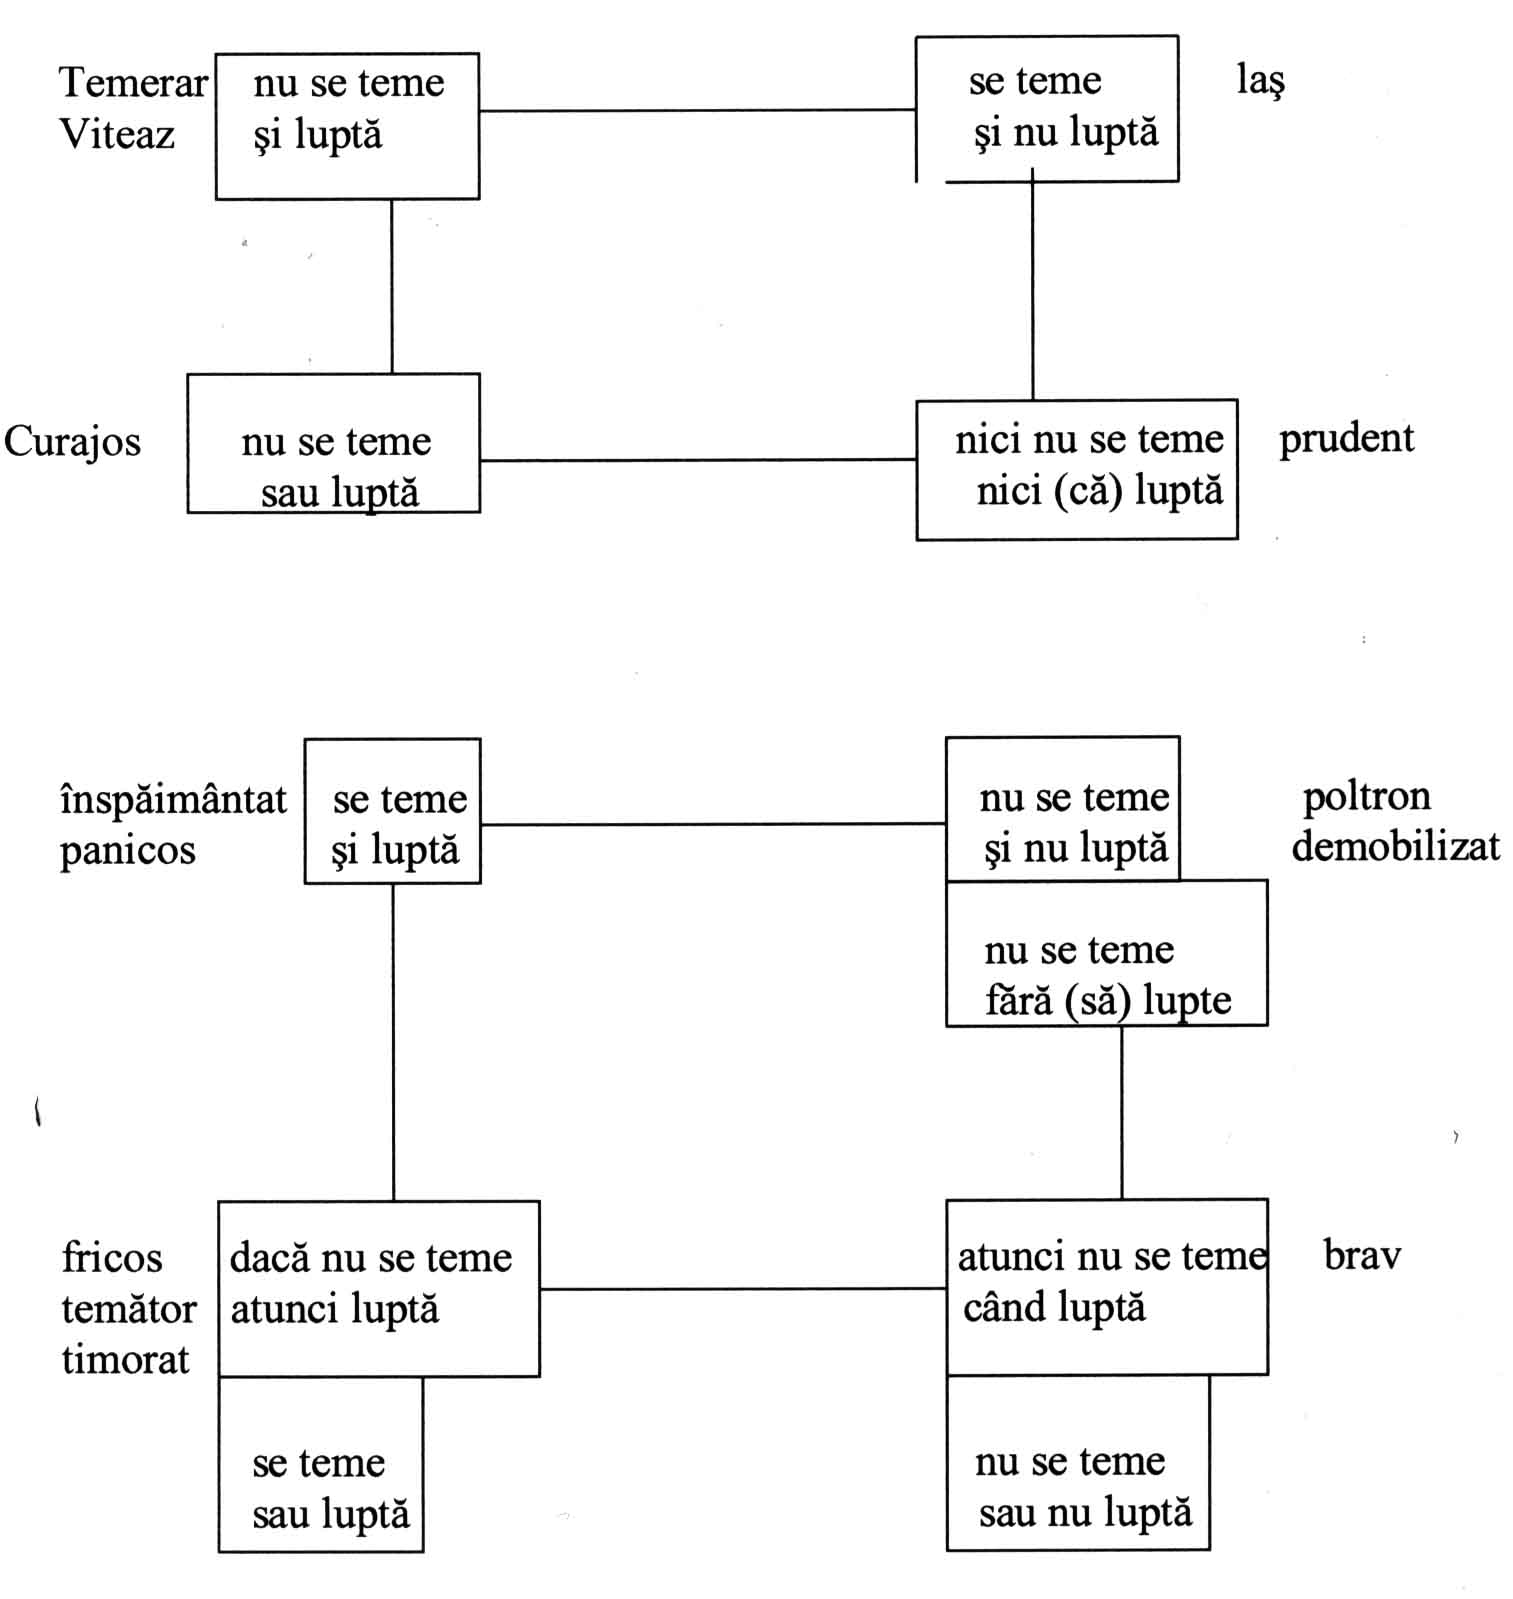 Temerar
Viteaz
nu se teme
şi luptă
se teme
şi nu luptă
laş
Curajos
nu se teme
sau luptă
nici nu se teme
nici (că) luptă
prudent
înspăimântat
panicos
se teme
şi luptă
nu se teme
şi nu luptă
poltron
demobilizat
nu se teme
fără (să) lupte
fricos
temător
timorat
dacă nu se teme
atunci luptă
atunci nu se teme
când luptă
brav
se teme
sau luptă
nu se teme
sau nu luptă